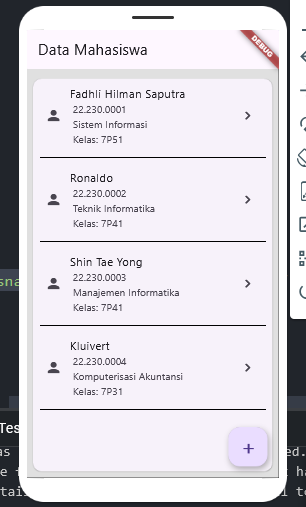 Data Mahasiswa
DEBUG
Fadhli Hilman Saputra
22.230.0001
Sistem Informasi
Kelas: 7P51
Ronaldo
22.230.0002
Teknik Informatika
Kelas: 7P41
Shin Tae Yong
22.230.0003
Manajemen Informatika
Kelas: 7P41
Kluivert
22.230.0004
Komputerisasi Akuntansi
Kelas: 7P31
+